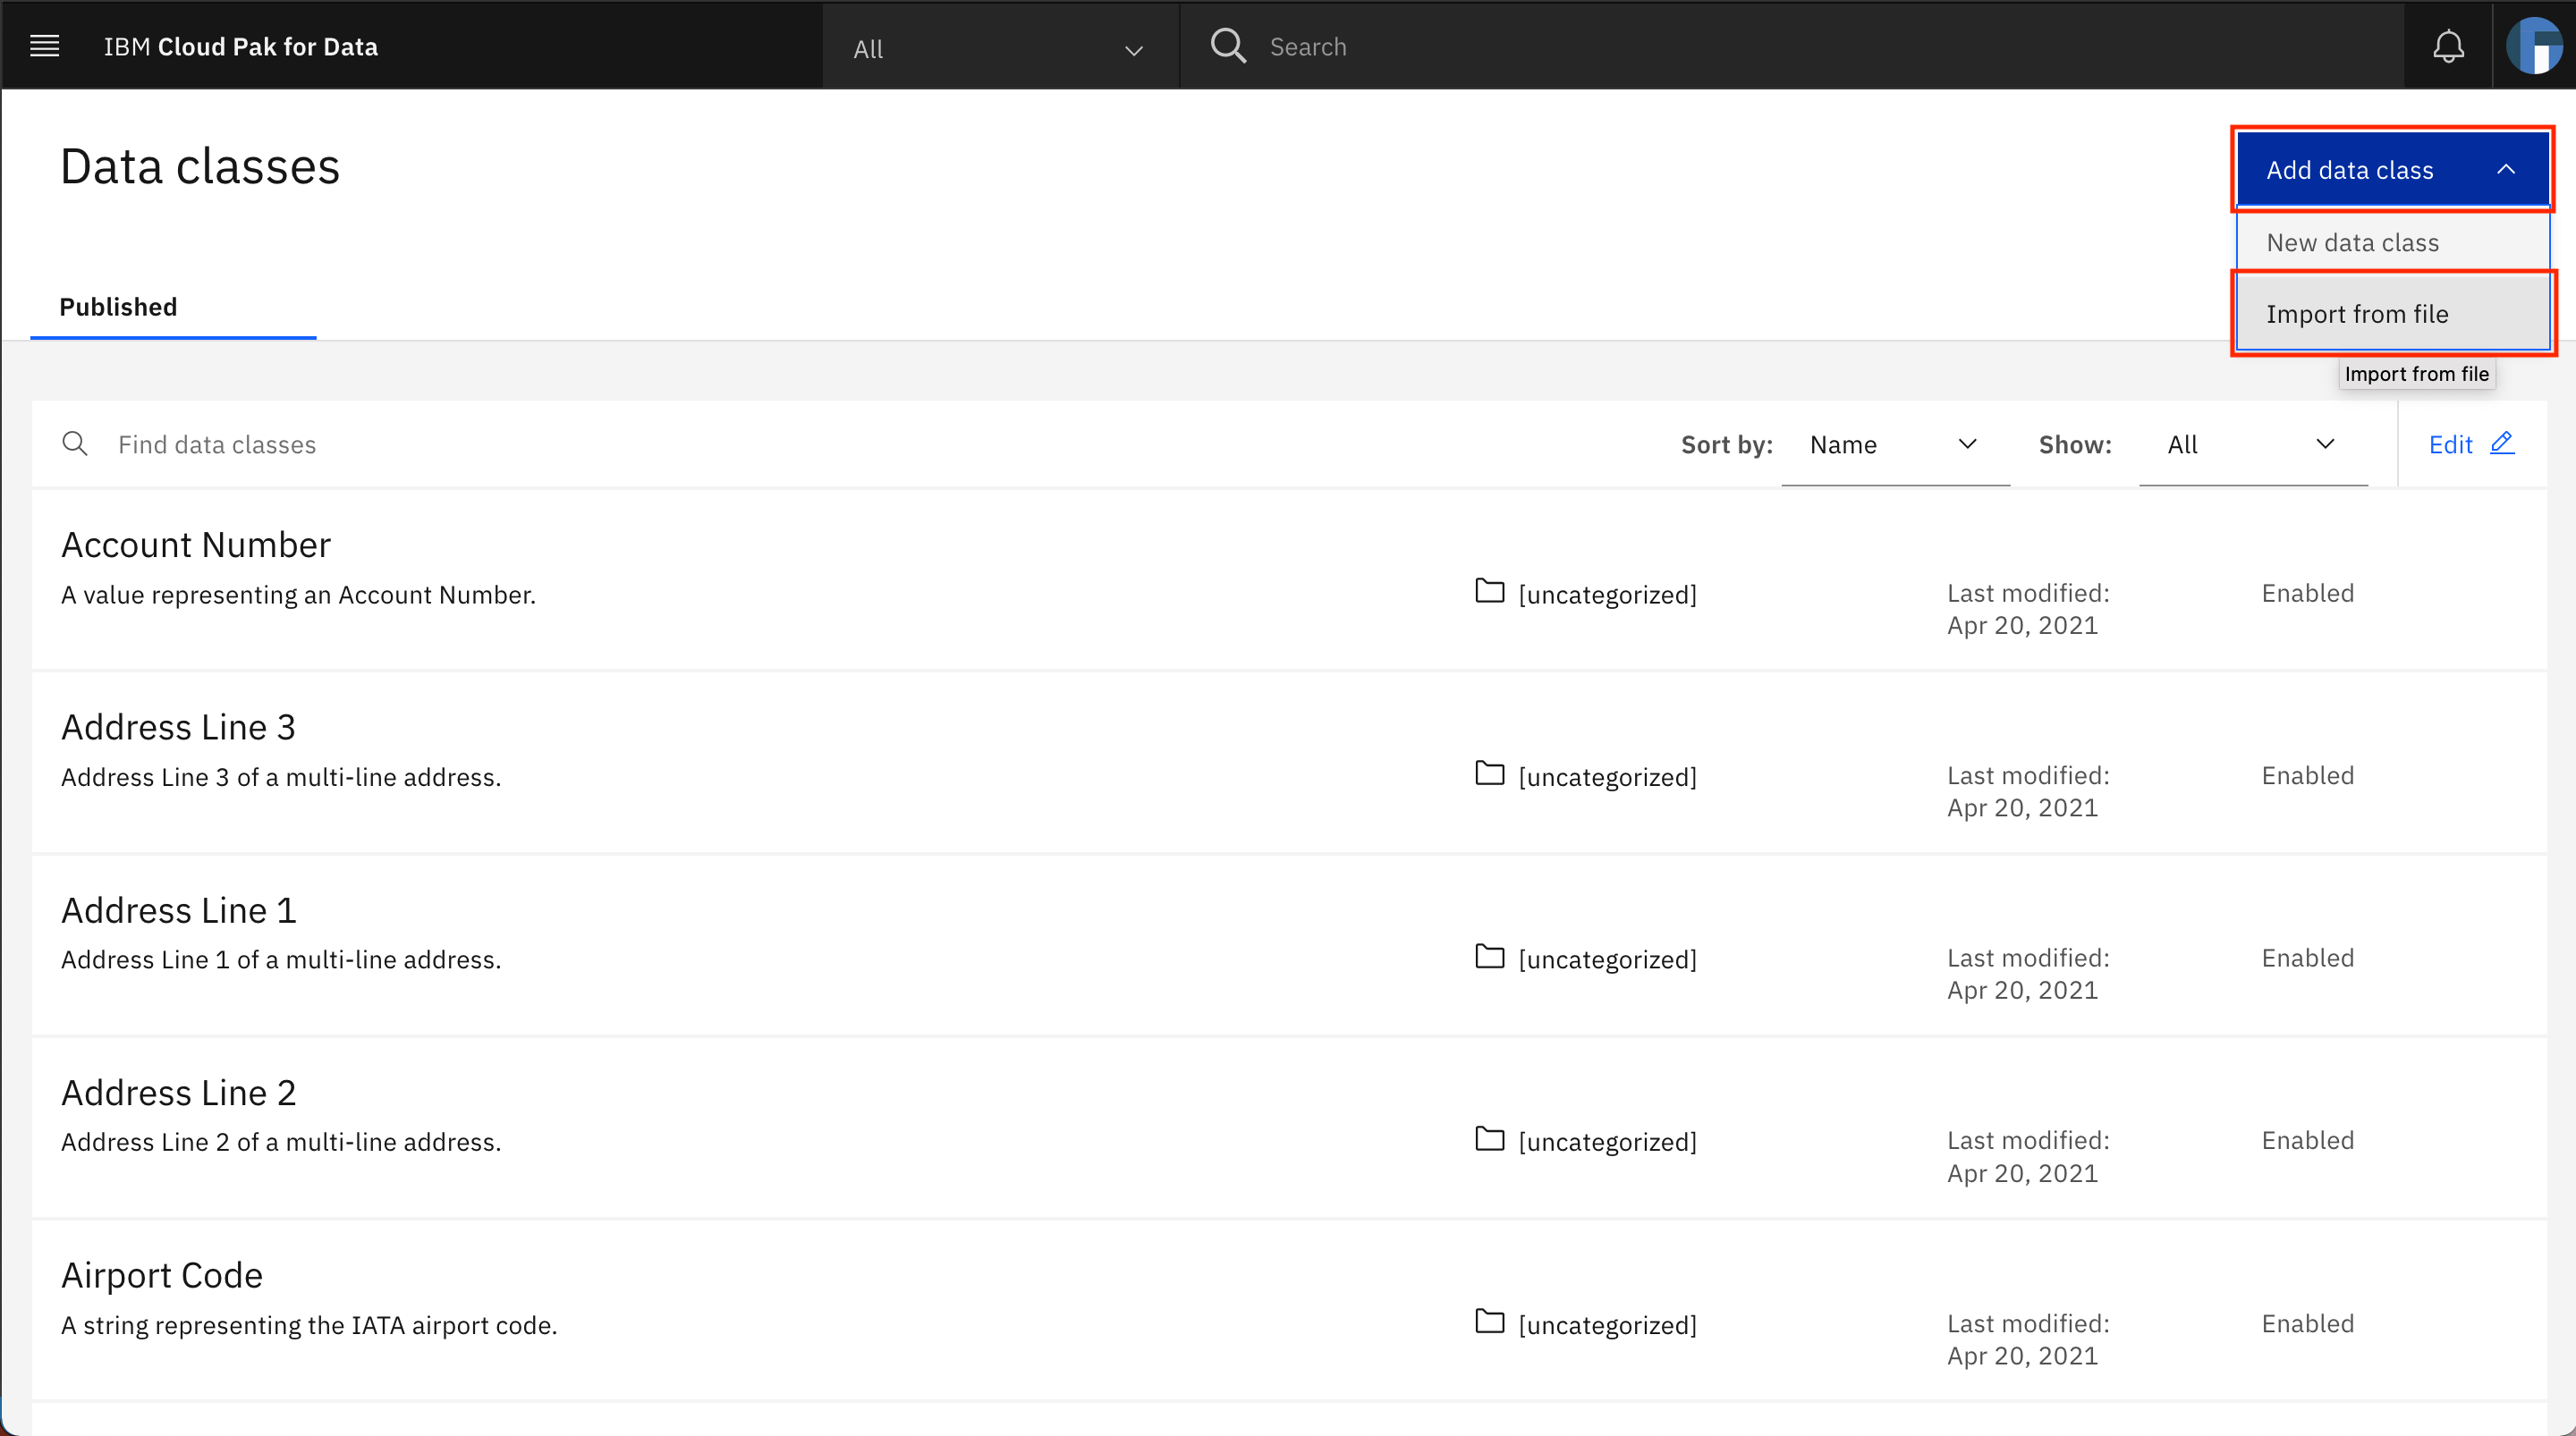 IBM Cloud Pak for Data
All
Search
Data classes
Add data class
New data class
Import from file
Import from file
Published
Find data classes
Sort by: Name
Show: All
Edit
Account Number
A value representing an Account Number.
[uncategorized]
Last modified:
Apr 20, 2021
Enabled
Address Line 3
Address Line 3 of a multi-line address.
[uncategorized]
Last modified:
Apr 20, 2021
Enabled
Address Line 1
Address Line 1 of a multi-line address.
[uncategorized]
Last modified:
Apr 20, 2021
Enabled
Address Line 2
Address Line 2 of a multi-line address.
[uncategorized]
Last modified:
Apr 20, 2021
Enabled
Airport Code
A string representing the IATA airport code.
[uncategorized]
Last modified:
Apr 20, 2021
Enabled